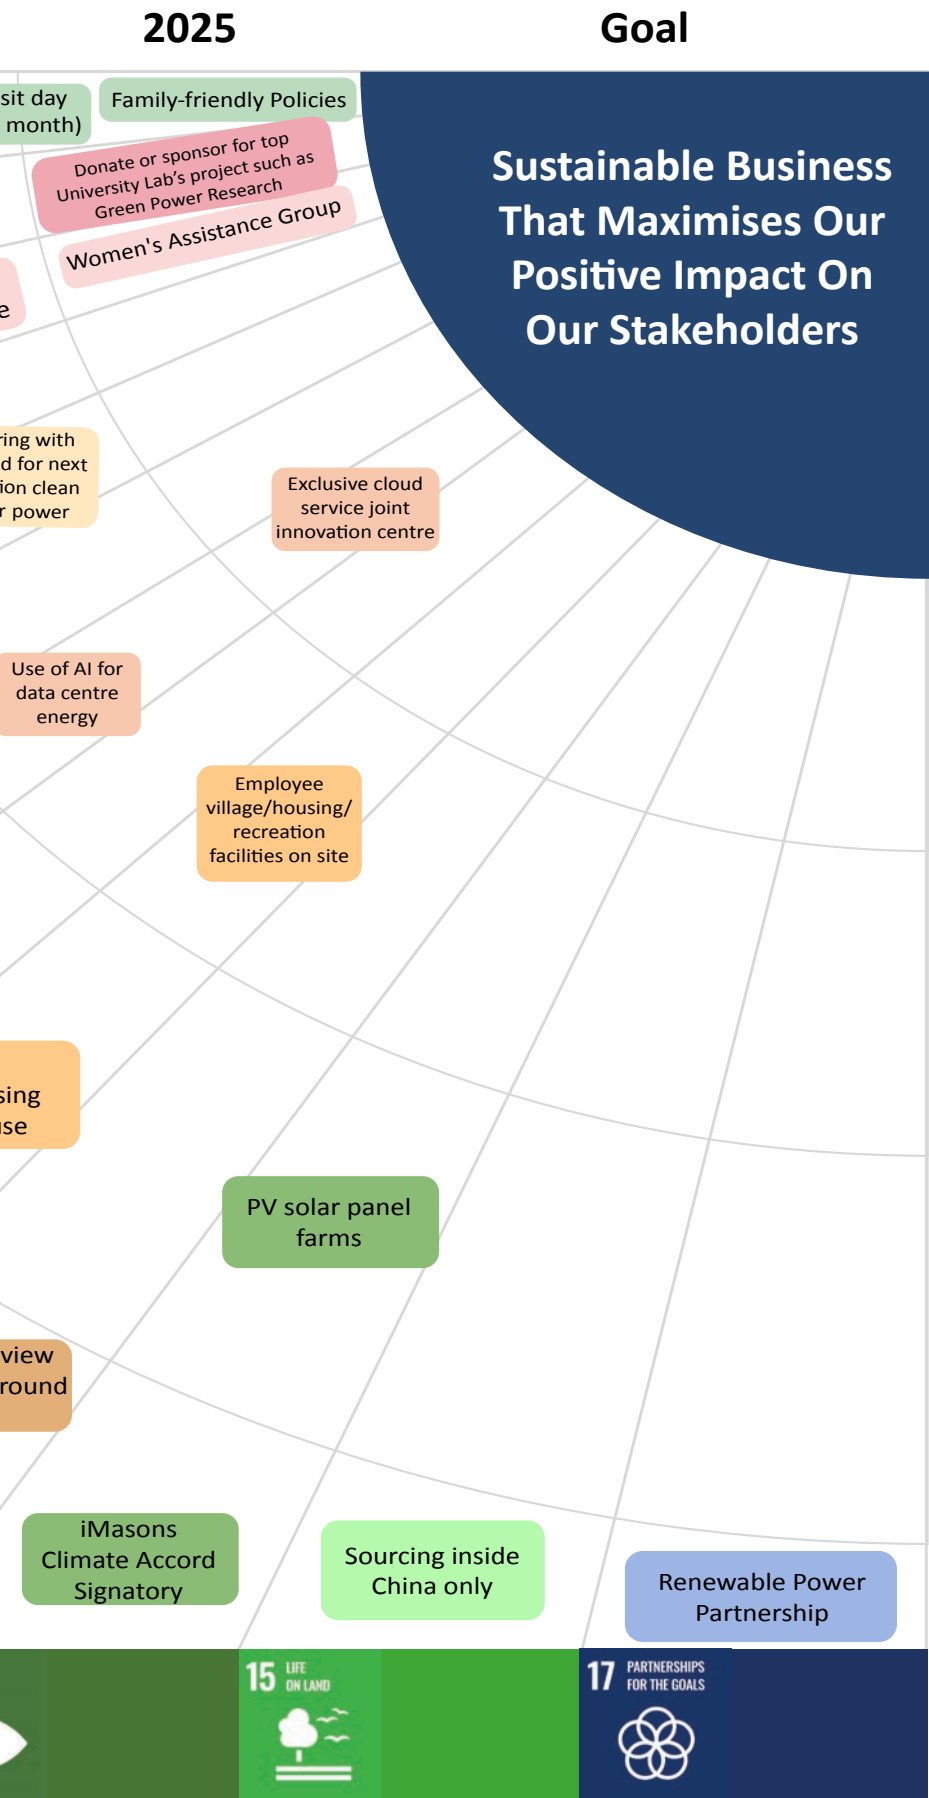 2025
Goal
sit day
month)
Family-friendly Policies
Sustainable Business
That Maximises Our
Positive Impact On
Our Stakeholders
Donate or sponsor for top
University Lab's project such as
Green Power Research
Women's Assistance Group
e
ring with
d for next
ion clean
r power
Exclusive cloud
service joint
innovation centre
Use of AI for
data centre
energy
Employee
village/housing/
recreation
facilities on site
sing
use
PV solar panel
farms
view
round
iMasons
Climate Accord
Signatory
Sourcing inside
China only
Renewable Power
Partnership
15 LIFE
ON LAND
17 PARTNERSHIPS
FOR THE GOALS